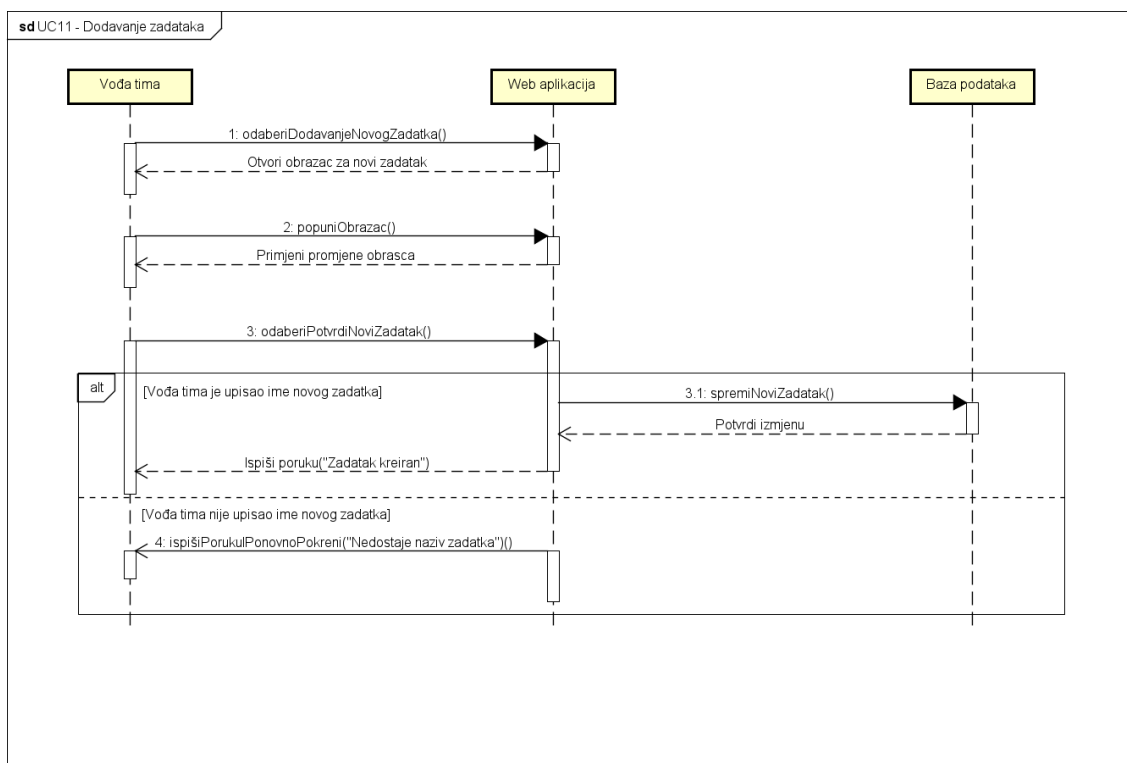 sd UC11 - Dodavanje zadataka
Vođa tima
Web aplikacija
Baza podataka
1: odaberiDodavanjeNovogZadatka()
Otvori obrazac za novi zadatak
2: popuniObrazac()
Primjeni promjene obrasca
3: odaberiPotvrdiNoviZadatak()
alt
[Vođa tima je upisao ime novog zadatka]
3.1: spremiNoviZadatak()
Potvrdi izmjenu
Ispiši poruku("Zadatak kreiran")
[Vođa tima nije upisao ime novog zadatka]
4: ispišiPorukuIPonovnoPokreni("Nedostaje naziv zadatka")()